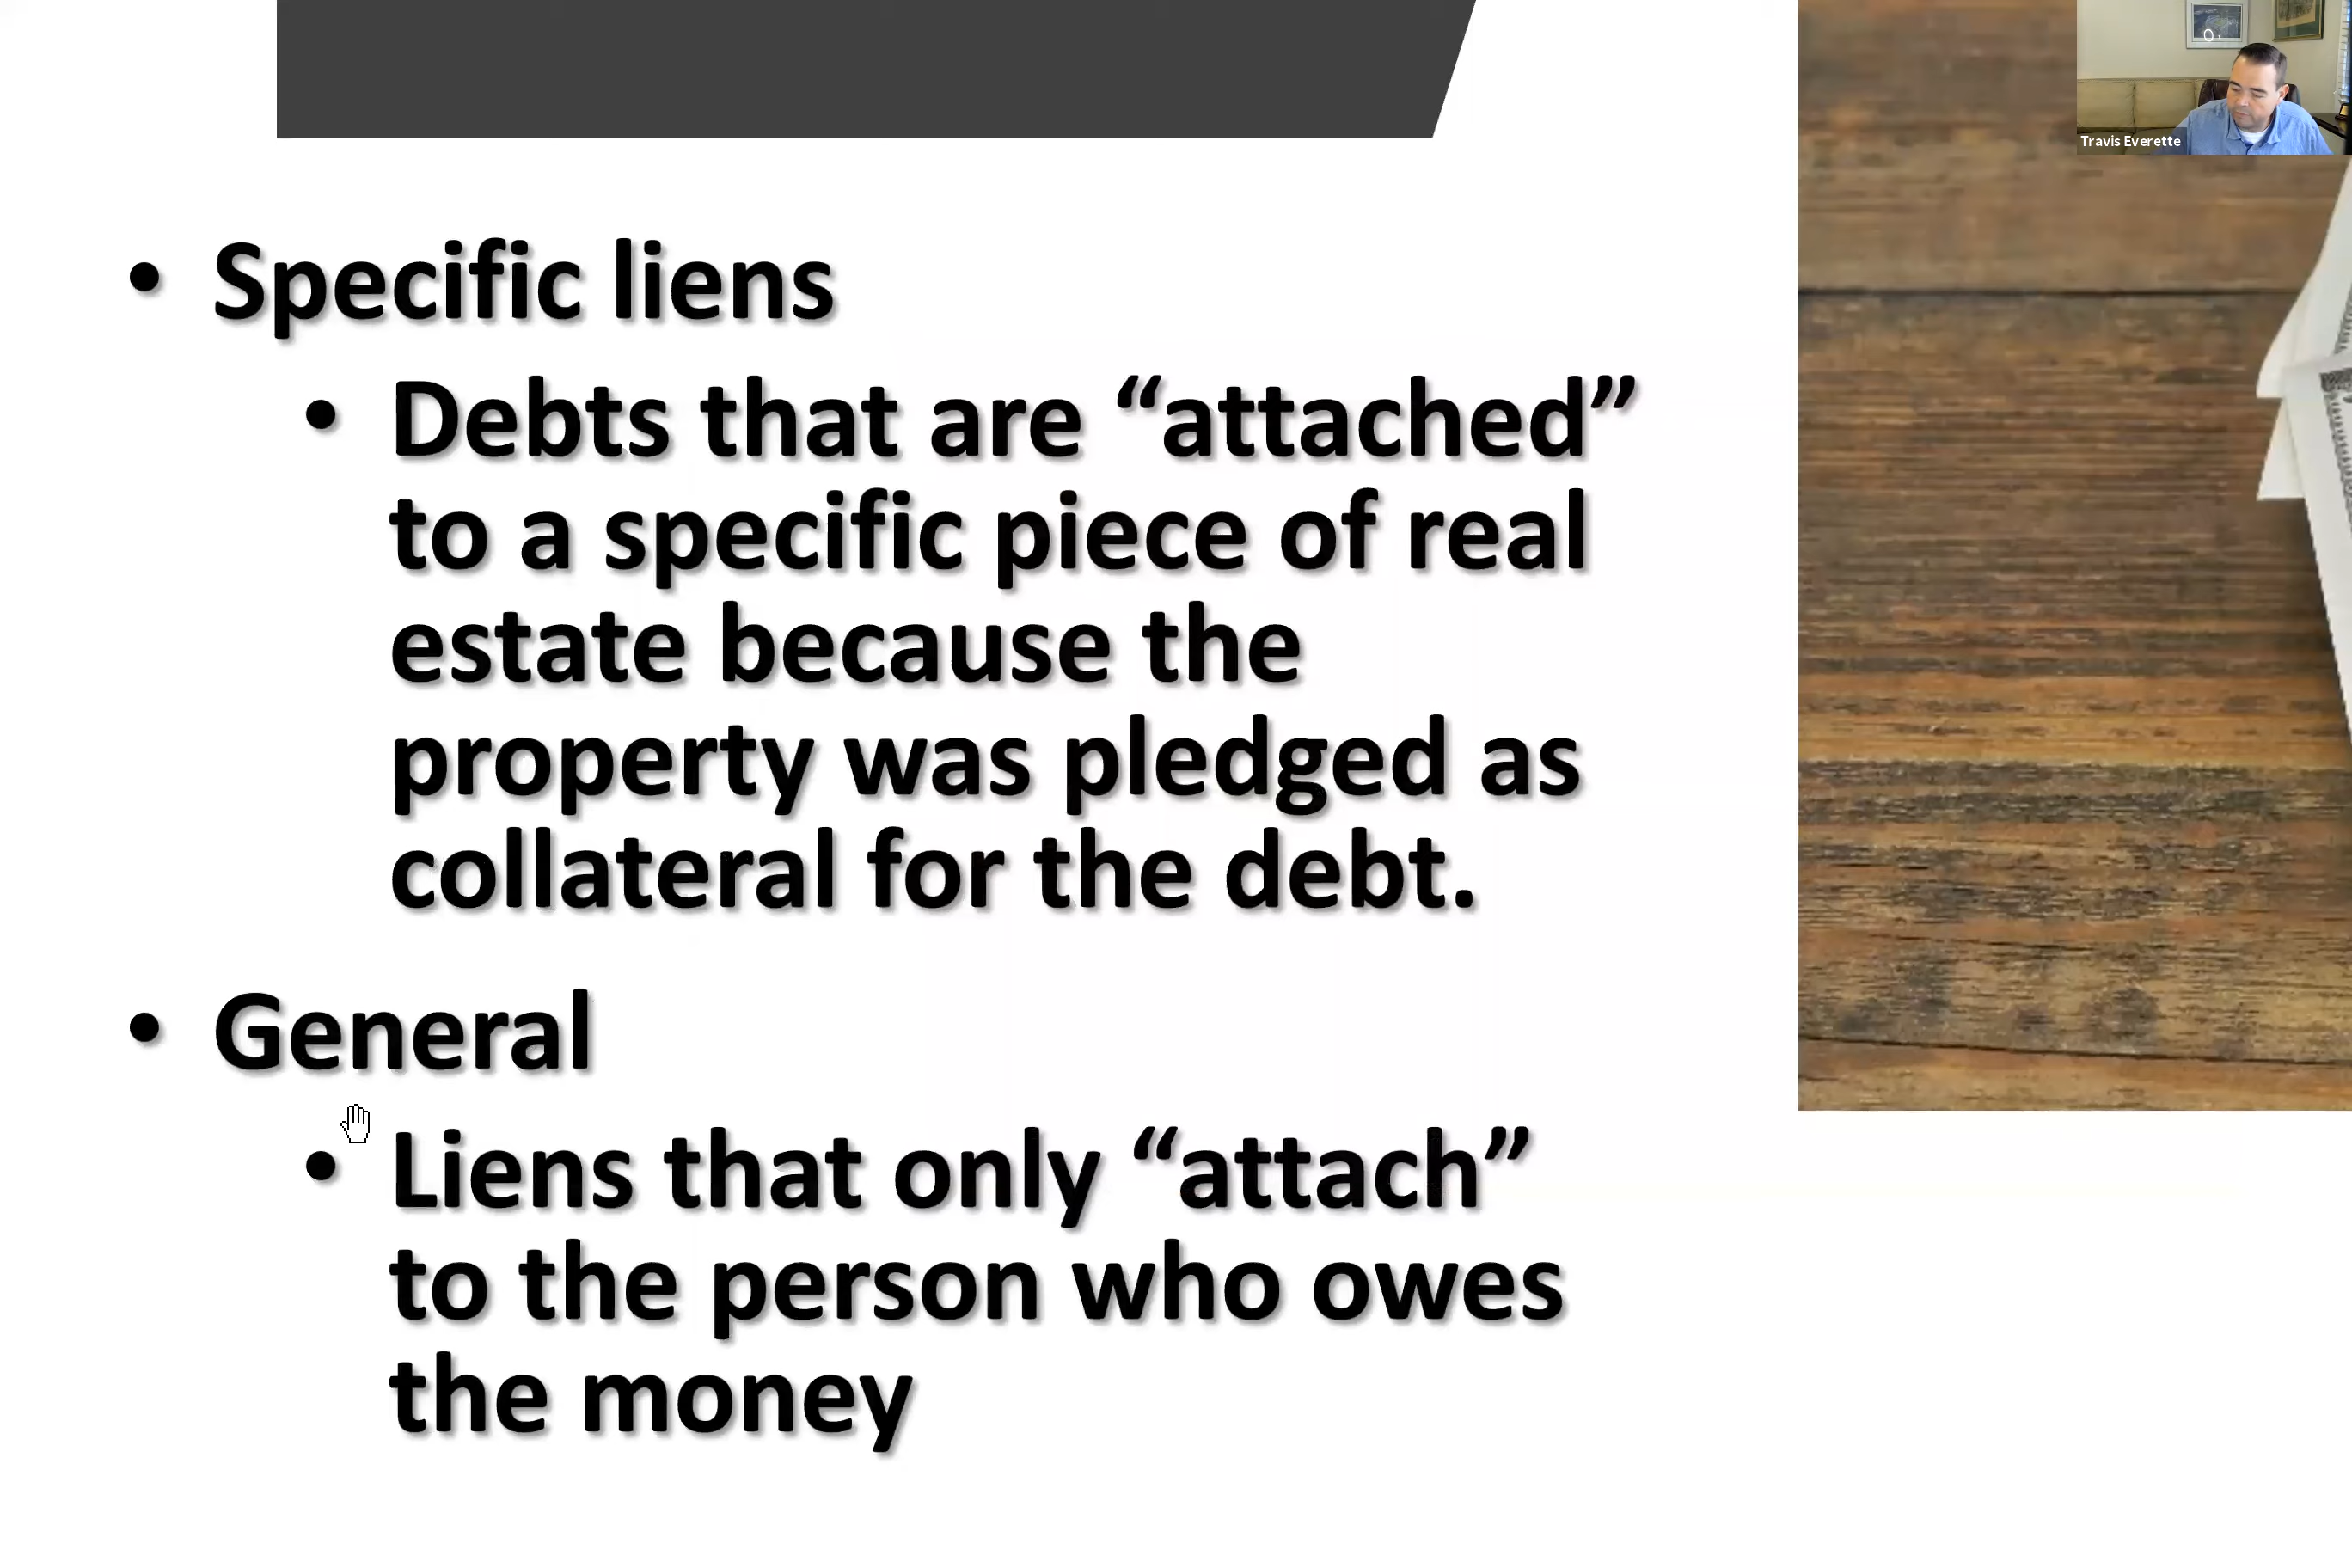 Travis Everette
• Specific liens
• Debts that are “attached”
to a specific piece of real
estate because the
property was pledged as
collateral for the debt.
• General
• Liens that only “attach”
to the person who owes
the money